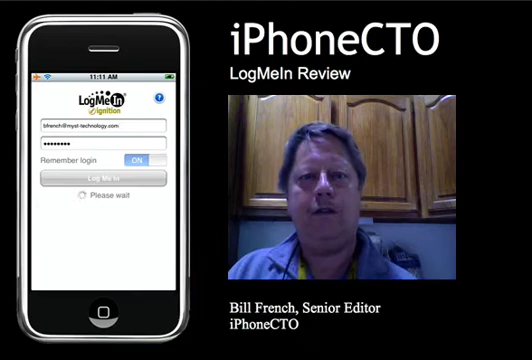 iPhoneCTO
LogMeIn Review
11:11 AM
LogMeIn
ignition
?
bfrench@myst-technology.com
Remember login
ON
Log Me In
Please wait
Bill French, Senior Editor
iPhoneCTO